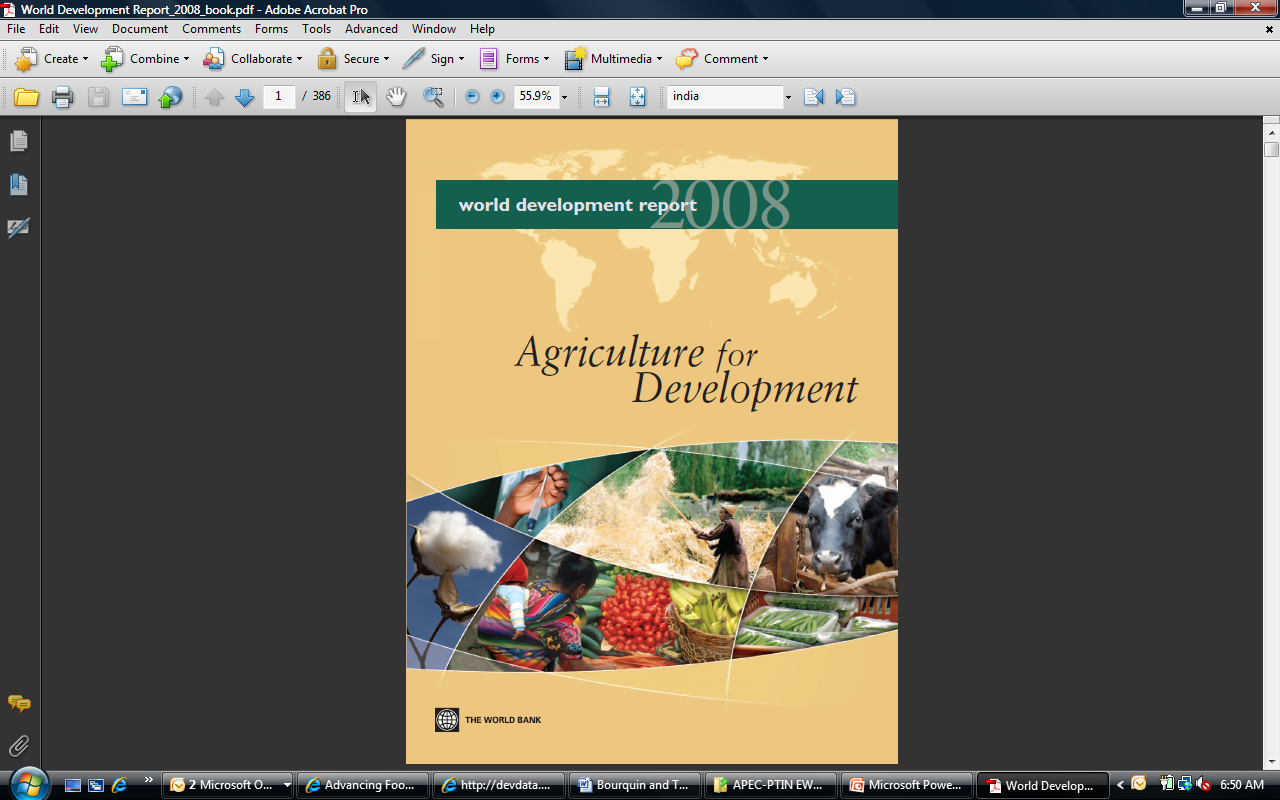 World Development Report_2008_book.pdf - Adobe Acrobat Pro
File Edit View Document Comments Forms Tools Advanced Window Help
Create Combine Collaborate Secure Sign Forms Multimedia Comment
1 / 386 55.9% india
world development report 2008
Agriculture for
Development
THE WORLD BANK
2 Microsoft O... Advancing Foo... http://devdata.... Bourquin and T... APEC-PTIN EW... Microsoft Powe... World Develop... 6:50 AM